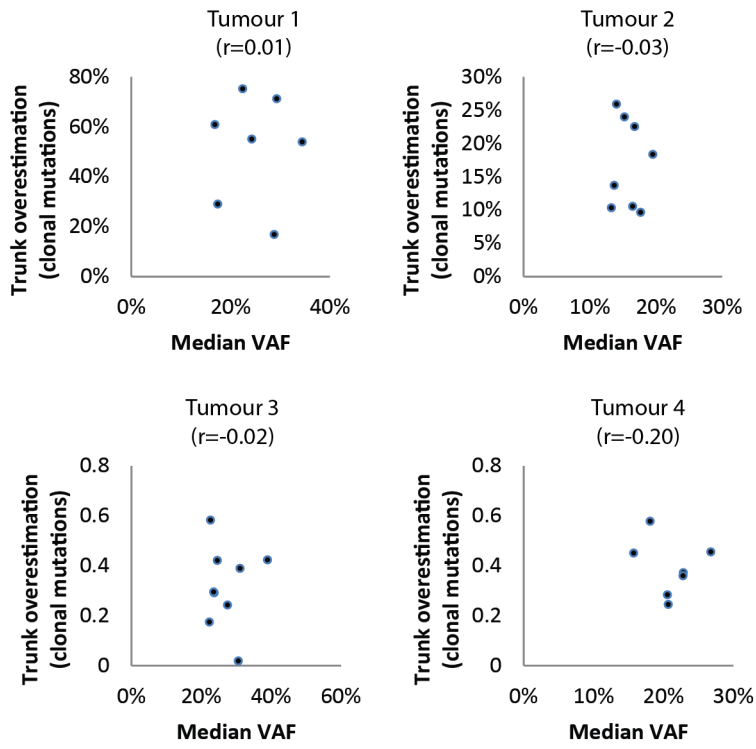 Tumour 1
(r=0.01)
Trunk overestimation
(clonal mutations)
80%
60%
40%
20%
0%
0% 20% 40%
Median VAF
Tumour 2
(r=-0.03)
Trunk overestimation
(clonal mutations)
30%
25%
20%
15%
10%
5%
0%
0% 10% 20% 30%
Median VAF
Tumour 3
(r=-0.02)
Trunk overestimation
(clonal mutations)
0.8
0.6
0.4
0.2
0
0% 20% 40% 60%
Median VAF
Tumour 4
(r=-0.20)
Trunk overestimation
(clonal mutations)
0.8
0.6
0.4
0.2
0
0% 10% 20% 30%
Median VAF